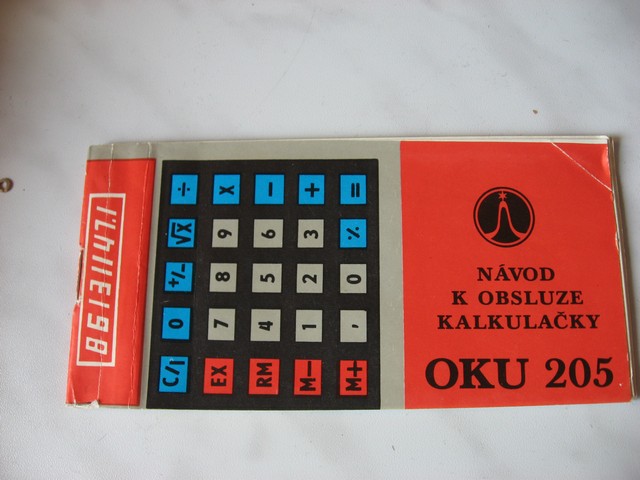 C/I 0 +/- √X ÷
EX 7 8 9 x
RM 4 5 6 -
M- 1 2 3 +
M+ , 0 % =
NÁVOD
K OBSLUZE
KALKULAČKY
OKU 205